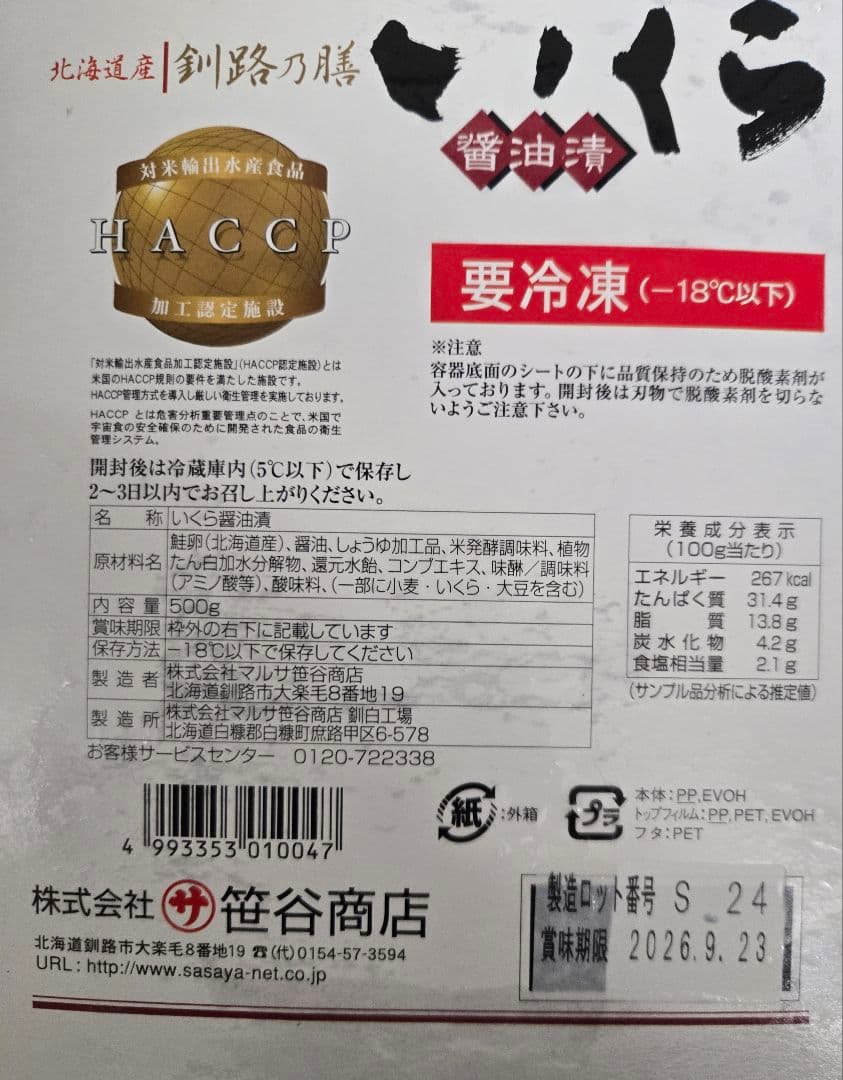 北海道産 釧路乃膳
いくら
醤油漬
対米輸出水産食品
HACCP
加工認定施設
要冷凍(−18℃以下)
「対米輸出水産食品加工認定施設」(HACCP認定施設)とは
米国のHACCP規則の要件を満たした施設です。
HACCP管理方式を導入し厳しい衛生管理を実施しております。
HACCP とは危害分析重要管理点のことで、米国で
宇宙食の安全確保のために開発された食品の衛生
管理システム。
※注意
容器底面のシートの下に品質保持のため脱酸素剤が
入っております。開封後は刃物で脱酸素剤を切らな
いようご注意下さい。
開封後は冷蔵庫内(5℃以下)で保存し
2〜3日以内でお召し上がりください。
名 称 いくら醤油漬
原材料名 鮭卵(北海道産)、醤油、しょうゆ加工品、米発酵調味料、植物
たん白加水分解物、還元水飴、コンブエキス、味醂/調味料
(アミノ酸等)、酸味料、(一部に小麦・いくら・大豆を含む)
内容量 500g
賞味期限 枠外の右下に記載しています
保存方法 −18℃以下で保存してください
製造者 株式会社マルサ笹谷商店
北海道釧路市大楽毛8番地19
製造所 株式会社マルサ笹谷商店 釧白工場
北海道白糠郡白糠町庶路甲区6-578
お客様サービスセンター 0120-722338
栄養成分表示
(100g当たり)
エネルギー 267kcal
たんぱく質 31.4g
脂 質 13.8g
炭水化物 4.2g
食塩相当量 2.1g
(サンプル品分析による推定値)
4 993353 010047
紙 :外箱
プラ
本体:PP,EVOH
トップフィルム:PP,PET,EVOH
フタ:PET
株式会社 サ 笹谷商店
北海道釧路市大楽毛8番地19 ☎(代)0154-57-3594
URL : http://www.sasaya-net.co.jp
製造ロット番号 S 24
賞味期限 2026.9.23